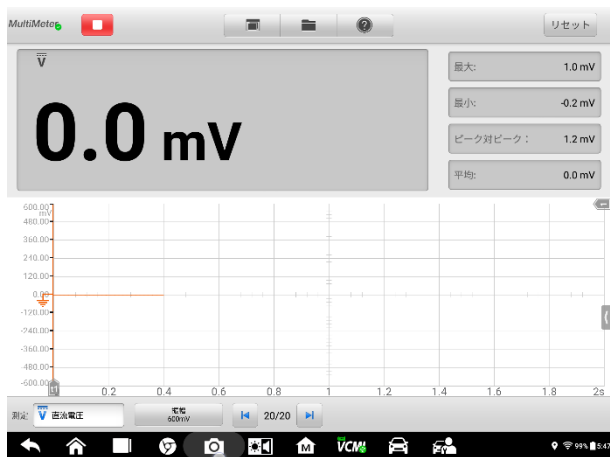 MultiMeter
リセット
V
0.0 mV
最大: 1.0 mV
最小: -0.2 mV
ピーク対ピーク： 1.2 mV
平均: 0.0 mV
600.00
mV
480.00
360.00
240.00
120.00
0.00
-120.00
-240.00
-360.00
-480.00
-600.00
0.2 0.4 0.6 0.8 1 1.2 1.4 1.6 1.8 2s
測定: V 直流電圧 振幅 20/20
600mV
M VCMI 99% 5:47